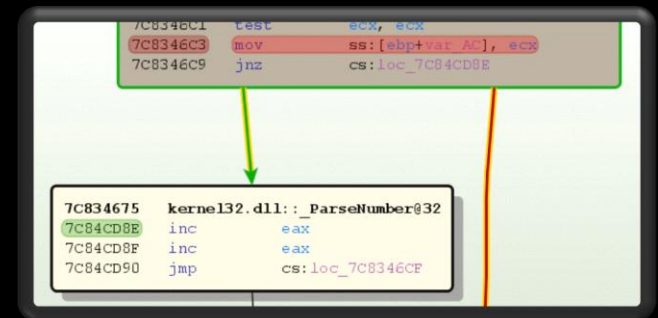 7C8346C1 test ecx, ecx
7C8346C3 mov ss:[ebp+var_AC], ecx
7C8346C9 jnz cs:loc_7C84CD8E
7C834675 kernel32.dll::_ParseNumber@32
7C84CD8E inc eax
7C84CD8F inc eax
7C84CD90 jmp cs:loc_7C8346CF